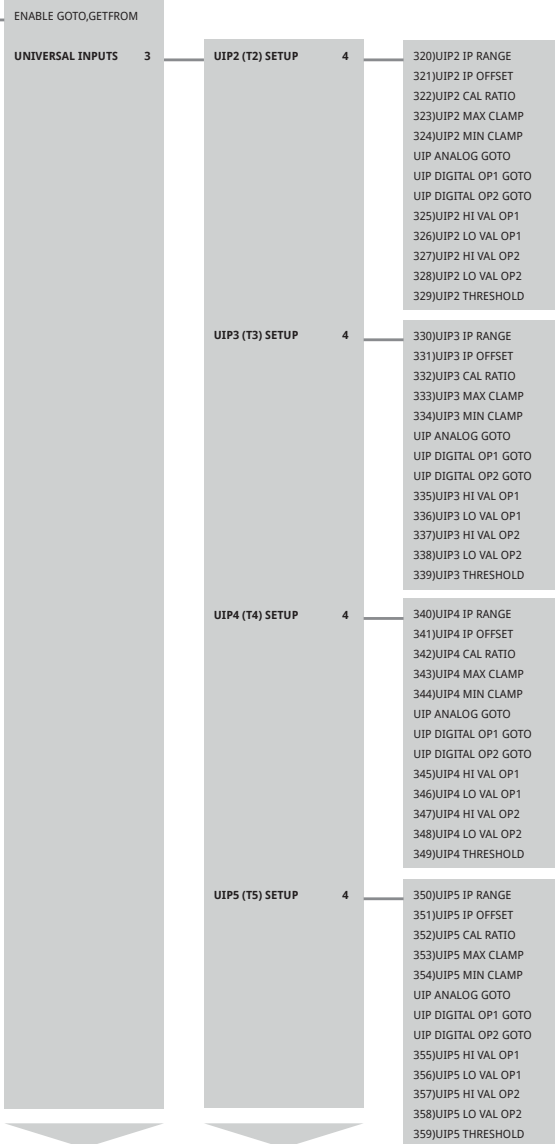 ENABLE GOTO,GETFROM
UNIVERSAL INPUTS 3
UIP2 (T2) SETUP 4
320)UIP2 IP RANGE
321)UIP2 IP OFFSET
322)UIP2 CAL RATIO
323)UIP2 MAX CLAMP
324)UIP2 MIN CLAMP
UIP ANALOG GOTO
UIP DIGITAL OP1 GOTO
UIP DIGITAL OP2 GOTO
325)UIP2 HI VAL OP1
326)UIP2 LO VAL OP1
327)UIP2 HI VAL OP2
328)UIP2 LO VAL OP2
329)UIP2 THRESHOLD
UIP3 (T3) SETUP 4
330)UIP3 IP RANGE
331)UIP3 IP OFFSET
332)UIP3 CAL RATIO
333)UIP3 MAX CLAMP
334)UIP3 MIN CLAMP
UIP ANALOG GOTO
UIP DIGITAL OP1 GOTO
UIP DIGITAL OP2 GOTO
335)UIP3 HI VAL OP1
336)UIP3 LO VAL OP1
337)UIP3 HI VAL OP2
338)UIP3 LO VAL OP2
339)UIP3 THRESHOLD
UIP4 (T4) SETUP 4
340)UIP4 IP RANGE
341)UIP4 IP OFFSET
342)UIP4 CAL RATIO
343)UIP4 MAX CLAMP
344)UIP4 MIN CLAMP
UIP ANALOG GOTO
UIP DIGITAL OP1 GOTO
UIP DIGITAL OP2 GOTO
345)UIP4 HI VAL OP1
346)UIP4 LO VAL OP1
347)UIP4 HI VAL OP2
348)UIP4 LO VAL OP2
349)UIP4 THRESHOLD
UIP5 (T5) SETUP 4
350)UIP5 IP RANGE
351)UIP5 IP OFFSET
352)UIP5 CAL RATIO
353)UIP5 MAX CLAMP
354)UIP5 MIN CLAMP
UIP ANALOG GOTO
UIP DIGITAL OP1 GOTO
UIP DIGITAL OP2 GOTO
355)UIP5 HI VAL OP1
356)UIP5 LO VAL OP1
357)UIP5 HI VAL OP2
358)UIP5 LO VAL OP2
359)UIP5 THRESHOLD